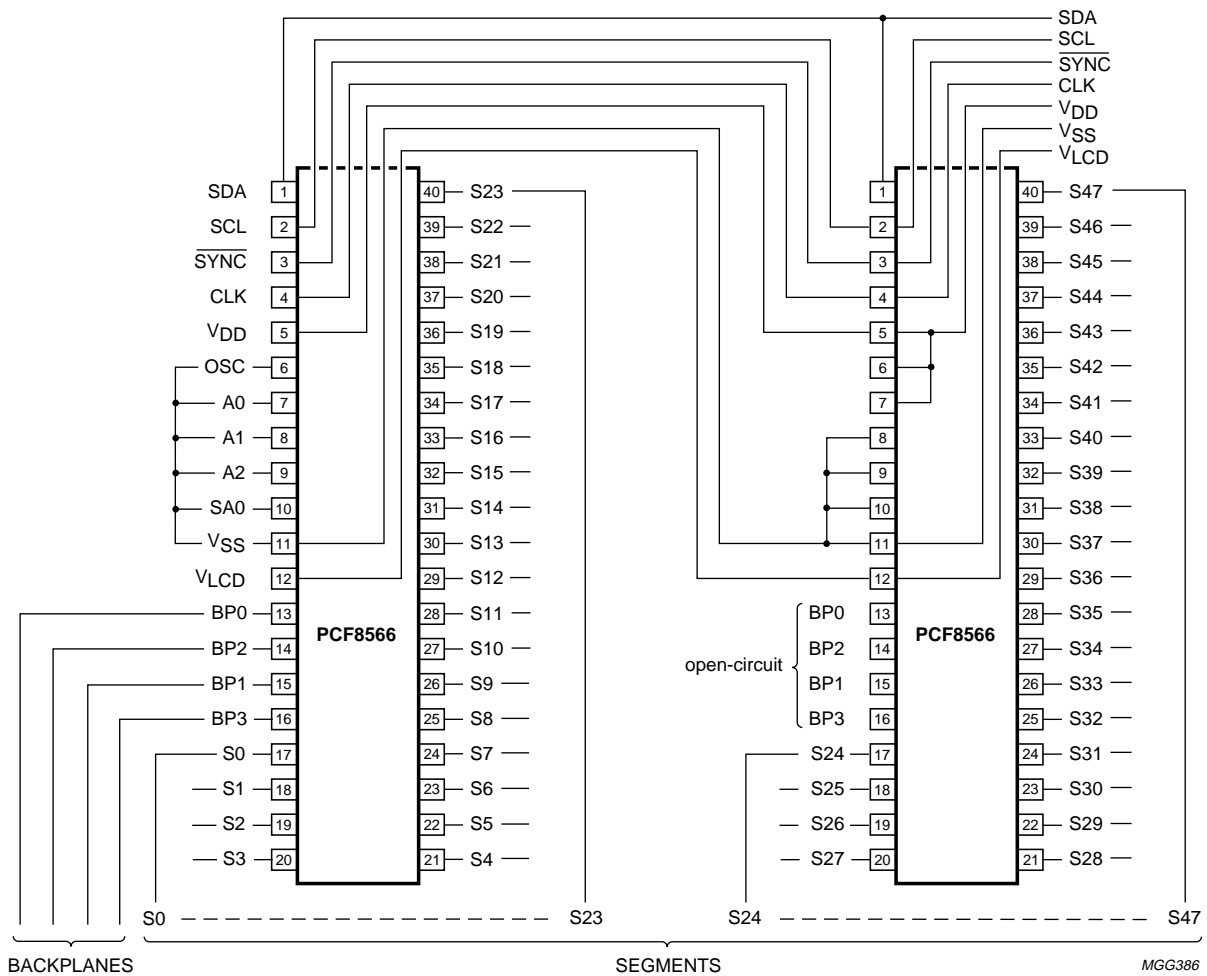 SDA
SCL
SYNC
CLK
VDD
VSS
VLCD
SDA 1 40 S23 1 40 S47
SCL 2 39 S22 2 39 S46
SYNC 3 38 S21 3 38 S45
CLK 4 37 S20 4 37 S44
VDD 5 36 S19 5 36 S43
OSC 6 35 S18 6 35 S42
A0 7 34 S17 7 34 S41
A1 8 33 S16 8 33 S40
A2 9 32 S15 9 32 S39
SA0 10 31 S14 10 31 S38
VSS 11 30 S13 11 30 S37
VLCD 12 29 S12 12 29 S36
BP0 13 28 S11 BP0 13 28 S35
PCF8566 PCF8566
BP2 14 27 S10 BP2 14 27 S34
open-circuit
BP1 15 26 S9 BP1 15 26 S33
BP3 16 25 S8 BP3 16 25 S32
S0 17 24 S7 S24 17 24 S31
S1 18 23 S6 S25 18 23 S30
S2 19 22 S5 S26 19 22 S29
S3 20 21 S4 S27 20 21 S28
S0 S23 S24 S47
BACKPLANES SEGMENTS MGG386